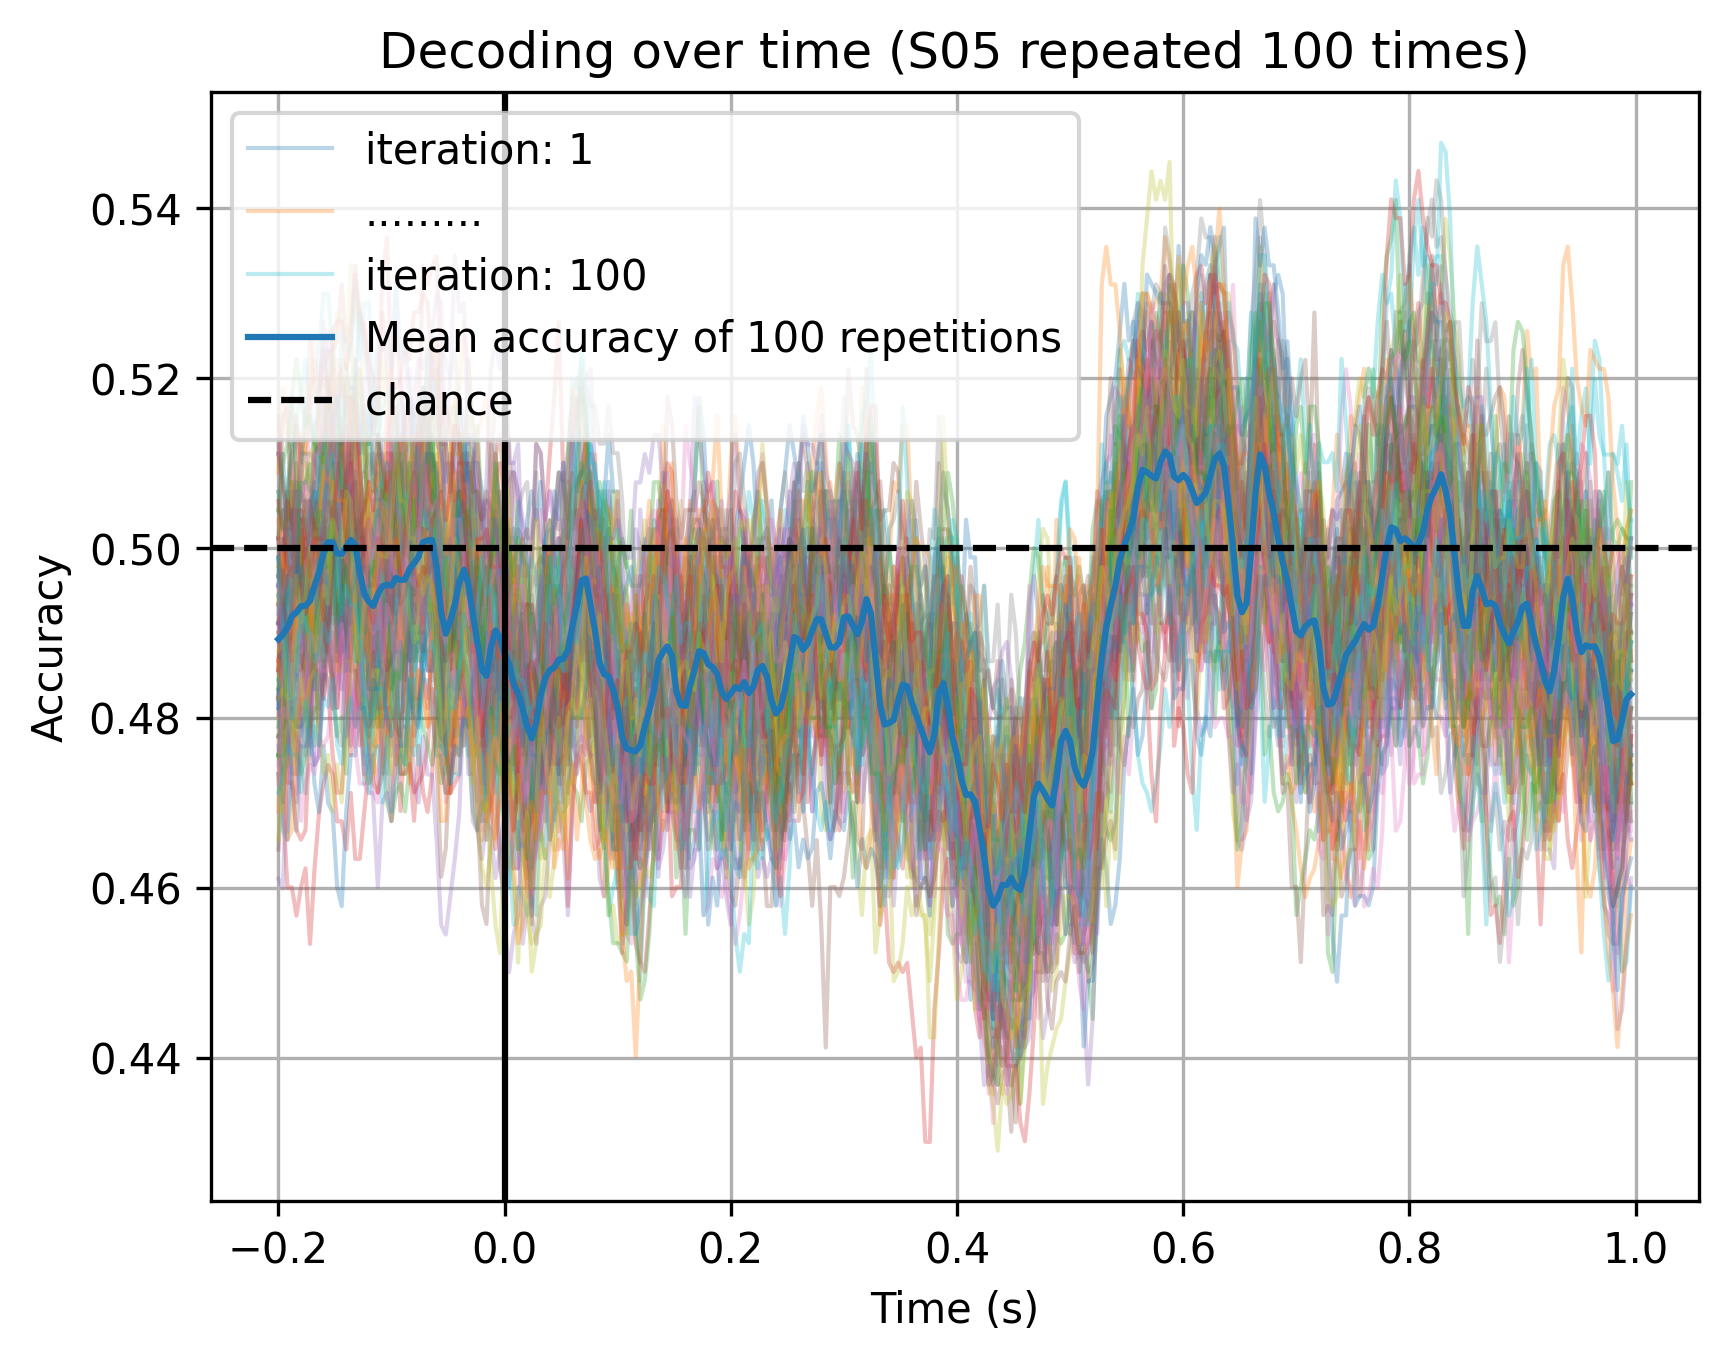 Decoding over time (S05 repeated 100 times)
iteration: 1
.........
iteration: 100
Mean accuracy of 100 repetitions
chance
Accuracy
0.54
0.52
0.50
0.48
0.46
0.44
−0.2
0.0
0.2
0.4
0.6
0.8
1.0
Time (s)